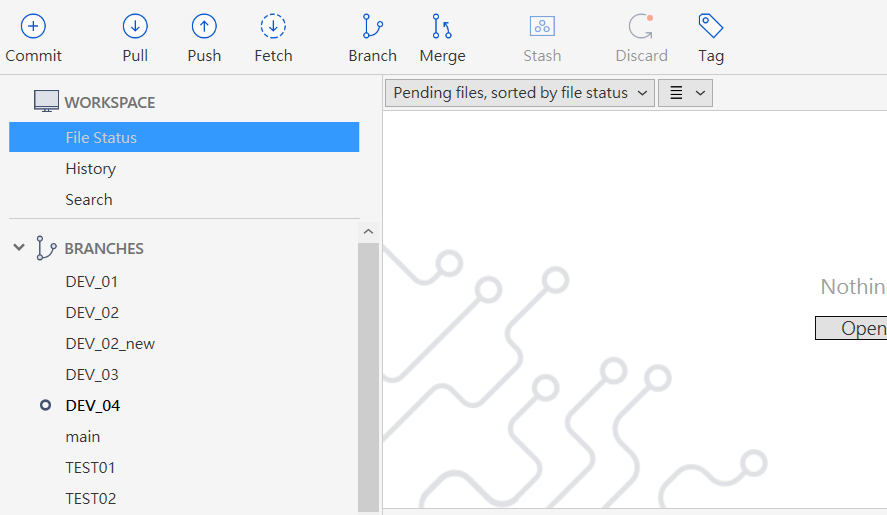 Commit Pull Push Fetch Branch Merge Stash Discard Tag
WORKSPACE
File Status
History
Search
BRANCHES
DEV_01
DEV_02
DEV_02_new
DEV_03
DEV_04
main
TEST01
TEST02
Pending files, sorted by file status
Nothin
Open